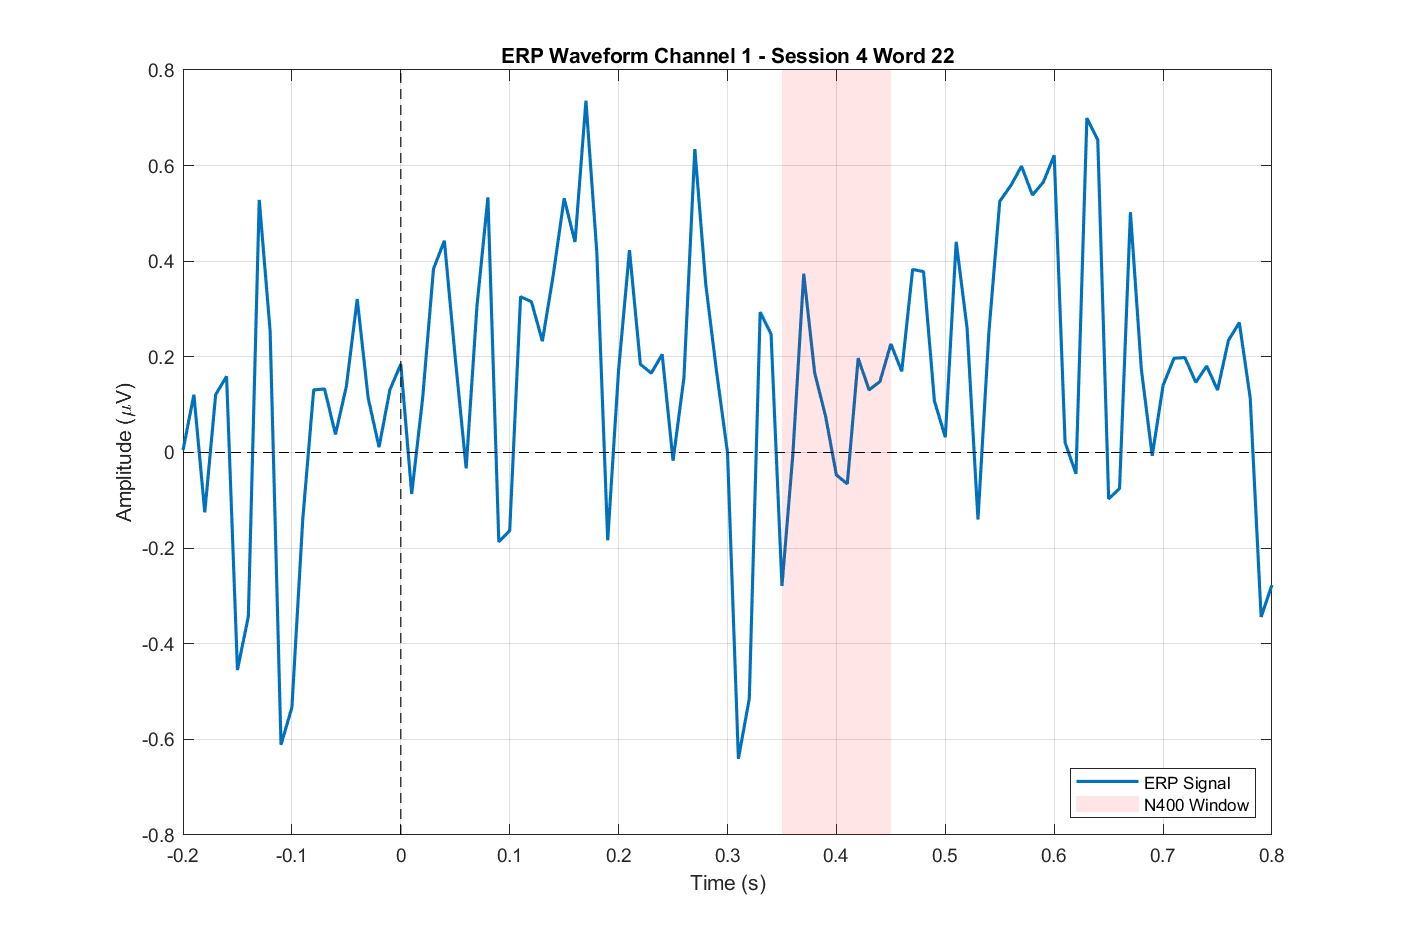 ERP Waveform Channel 1 - Session 4 Word 22
0.8
0.6
0.4
0.2
0
-0.2
-0.4
-0.6
-0.8
Amplitude (μV)
-0.2 -0.1 0 0.1 0.2 0.3 0.4 0.5 0.6 0.7 0.8
Time (s)
ERP Signal
N400 Window